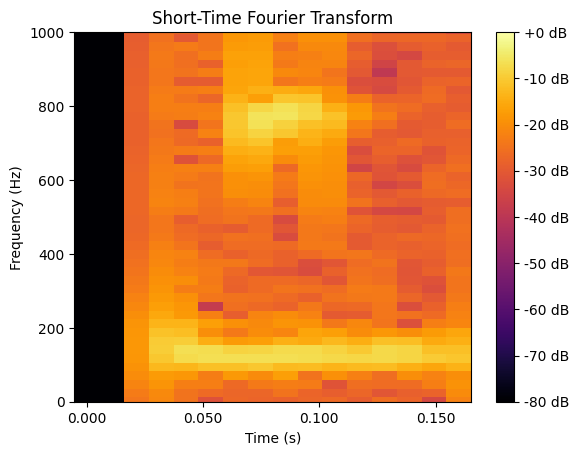 Short-Time Fourier Transform
1000
800
600
400
200
0
Frequency (Hz)
0.000
0.050
0.100
0.150
Time (s)
+0 dB
-10 dB
-20 dB
-30 dB
-40 dB
-50 dB
-60 dB
-70 dB
-80 dB